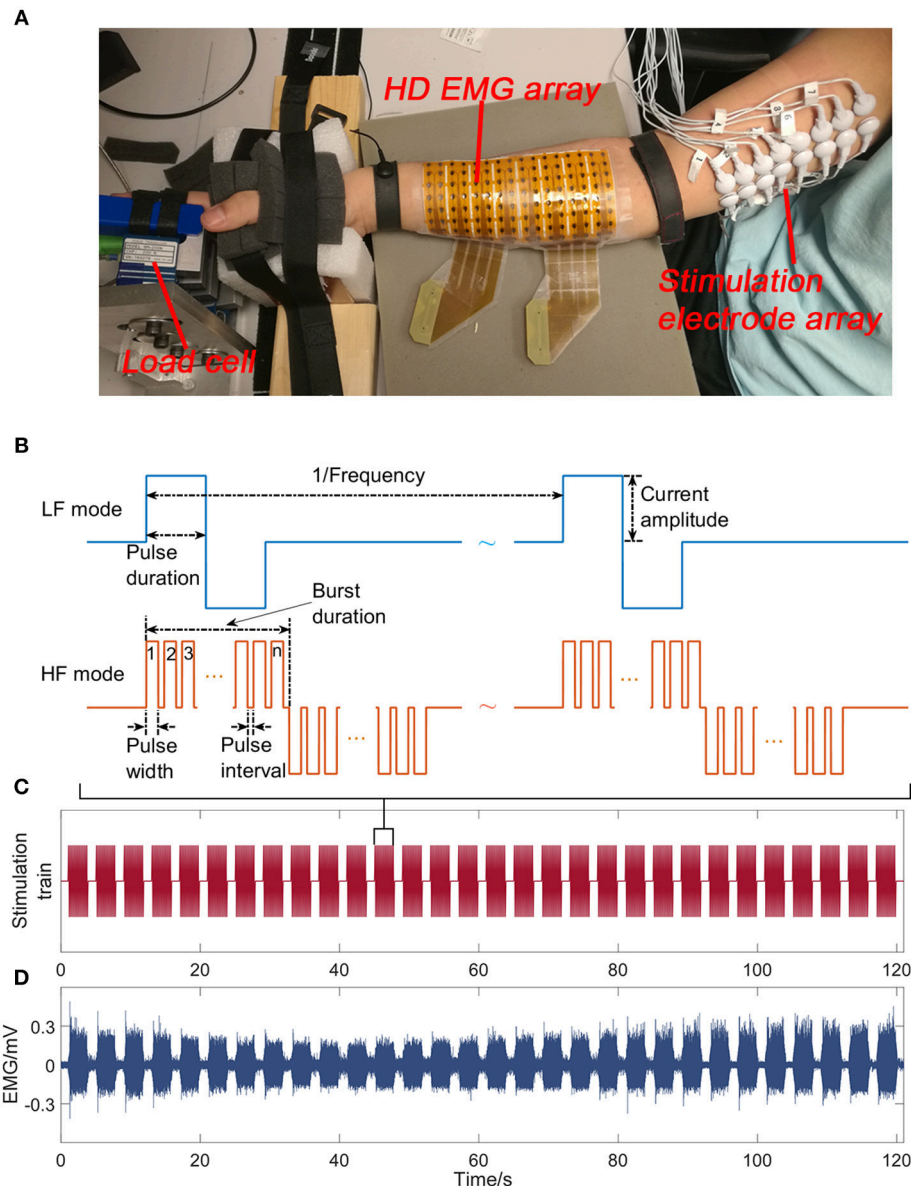 A
HD EMG array
Stimulation
electrode array
Load cell
B
1/Frequency
LF mode
Current
amplitude
Pulse
duration
Burst
duration
1 2 3 n
HF mode
... ...
Pulse
width
Pulse
interval
C
Stimulation
train
0 20 40 60 80 100 120
D
EMG/mV
0.3
0
-0.3
0 20 40 60 80 100 120
Time/s